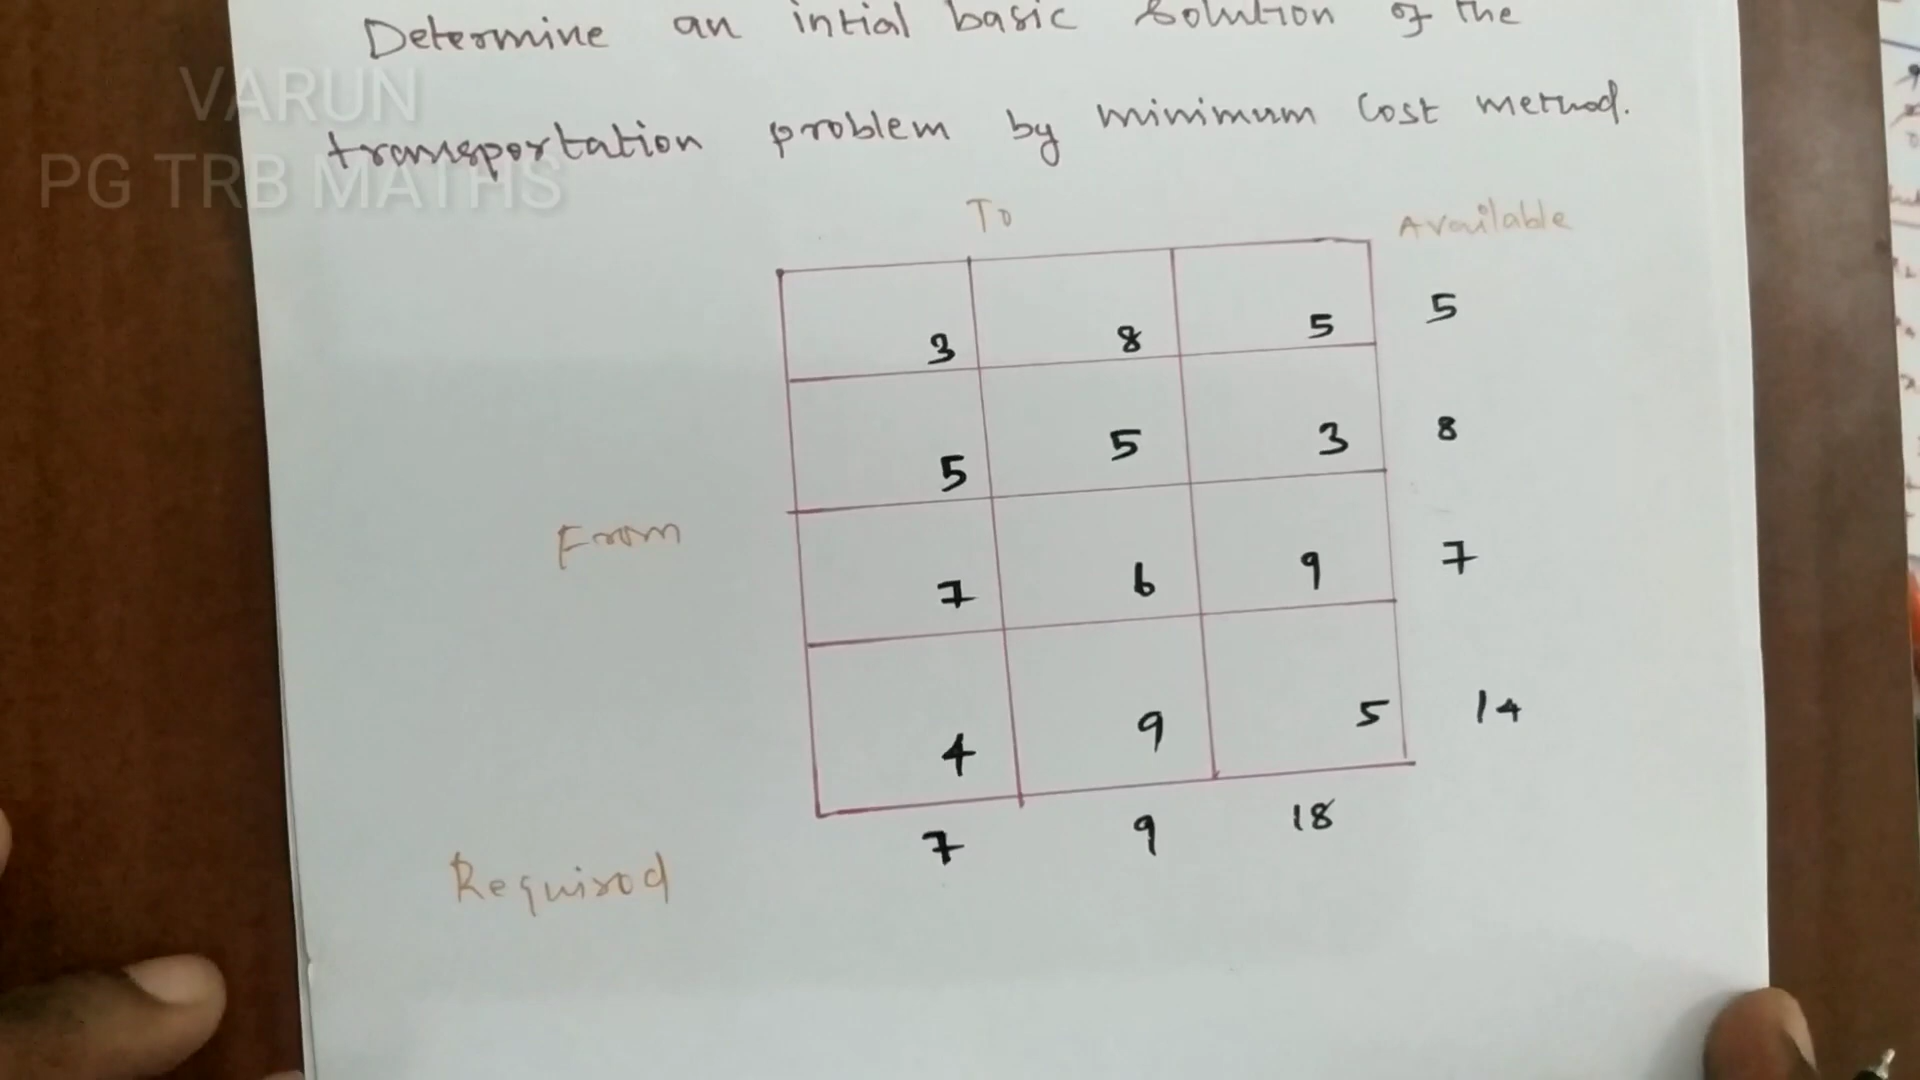 Determine an intial basic Solution of the
VARUN
transportation problem by minimum Cost method.
PG TRB MATHS
To Available
3 8 5 5
5 5 3 8
From
7 6 9 7
4 9 5 14
7 9 18
Required